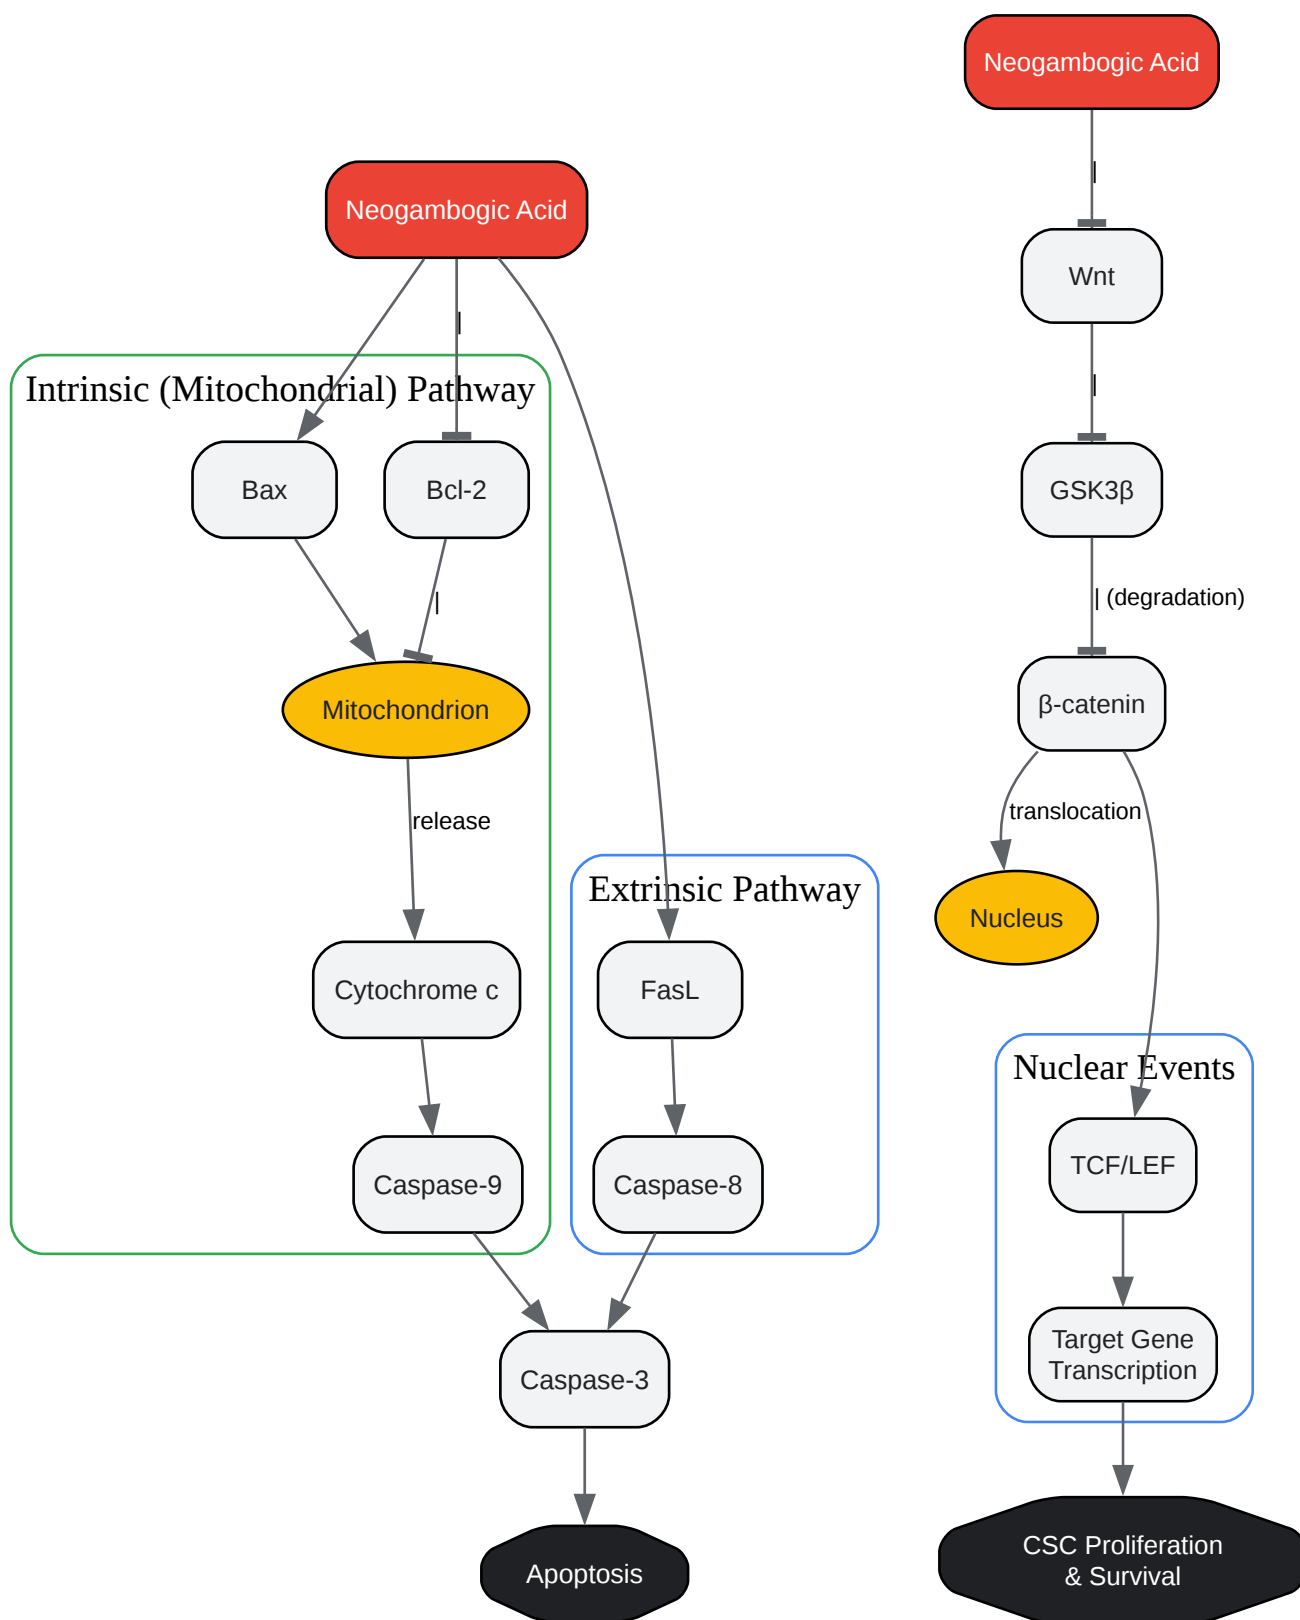 Neogambogic Acid
|
Intrinsic (Mitochondrial) Pathway
Bax
Bcl-2
|
Mitochondrion
release
Extrinsic Pathway
Cytochrome c
FasL
Caspase-9
Caspase-8
Caspase-3
Apoptosis
Neogambogic Acid
|
Wnt
|
GSK3β
| (degradation)
β-catenin
translocation
Nucleus
Nuclear Events
TCF/LEF
Target Gene
Transcription
CSC Proliferation
& Survival